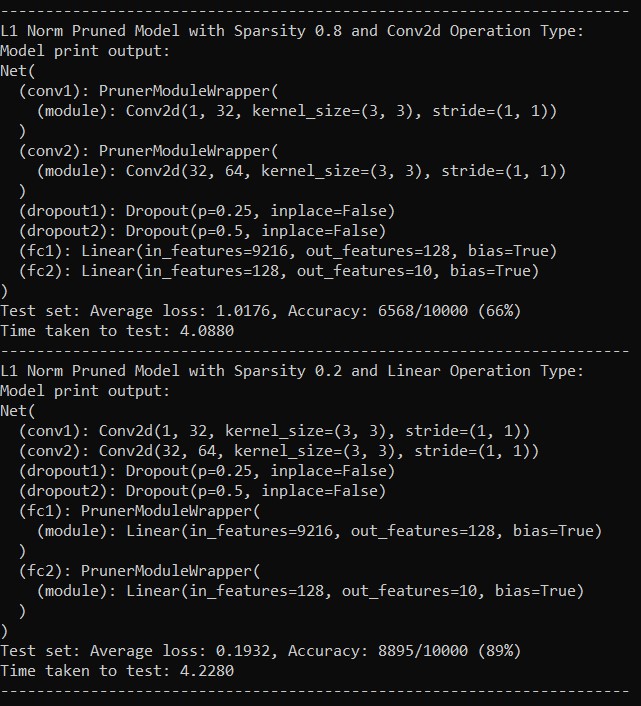 ----------------------------------------------------------------------
L1 Norm Pruned Model with Sparsity 0.8 and Conv2d Operation Type:
Model print output:
Net(
  (conv1): PrunerModuleWrapper(
    (module): Conv2d(1, 32, kernel_size=(3, 3), stride=(1, 1))
  )
  (conv2): PrunerModuleWrapper(
    (module): Conv2d(32, 64, kernel_size=(3, 3), stride=(1, 1))
  )
  (dropout1): Dropout(p=0.25, inplace=False)
  (dropout2): Dropout(p=0.5, inplace=False)
  (fc1): Linear(in_features=9216, out_features=128, bias=True)
  (fc2): Linear(in_features=128, out_features=10, bias=True)
)
Test set: Average loss: 1.0176, Accuracy: 6568/10000 (66%)
Time taken to test: 4.0880
----------------------------------------------------------------------
L1 Norm Pruned Model with Sparsity 0.2 and Linear Operation Type:
Model print output:
Net(
  (conv1): Conv2d(1, 32, kernel_size=(3, 3), stride=(1, 1))
  (conv2): Conv2d(32, 64, kernel_size=(3, 3), stride=(1, 1))
  (dropout1): Dropout(p=0.25, inplace=False)
  (dropout2): Dropout(p=0.5, inplace=False)
  (fc1): PrunerModuleWrapper(
    (module): Linear(in_features=9216, out_features=128, bias=True)
  )
  (fc2): PrunerModuleWrapper(
    (module): Linear(in_features=128, out_features=10, bias=True)
  )
)
Test set: Average loss: 0.1932, Accuracy: 8895/10000 (89%)
Time taken to test: 4.2280
----------------------------------------------------------------------